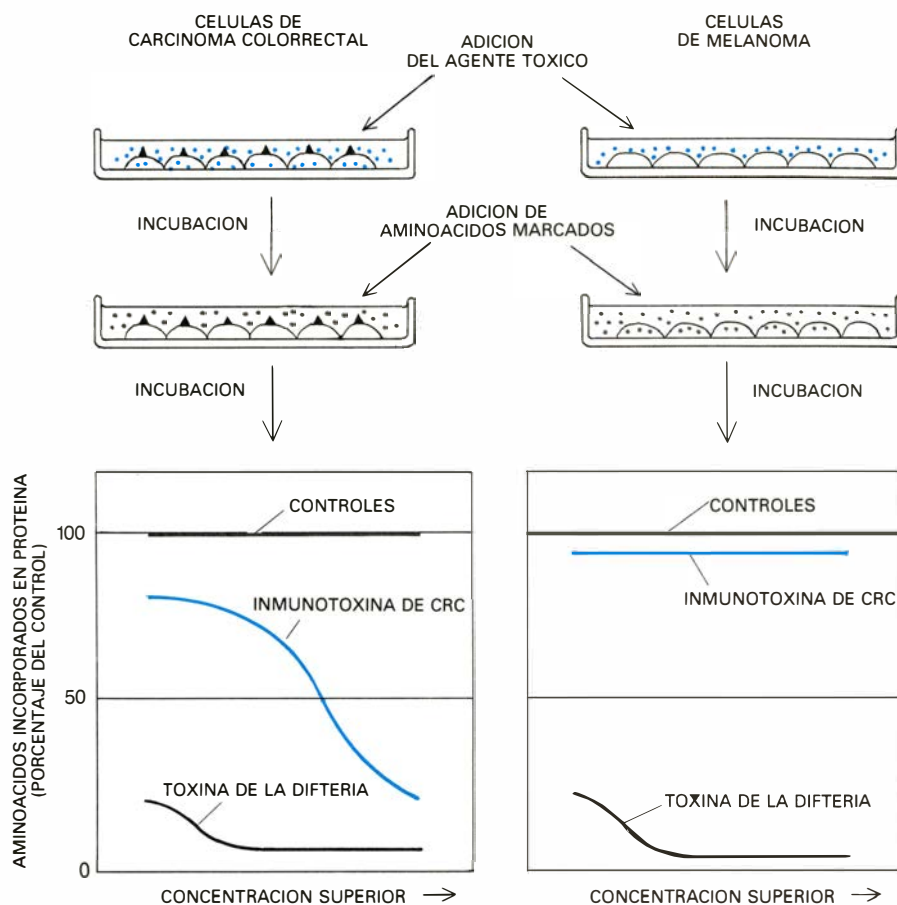 CELULAS DE
CARCINOMA COLORRECTAL
ADICION
DEL AGENTE TOXICO
CELULAS
DE MELANOMA
INCUBACION
ADICION DE
AMINOACIDOS MARCADOS
INCUBACION
INCUBACION
INCUBACION
AMINOACIDOS INCORPORADOS EN PROTEINA
(PORCENTAJE DEL CONTROL)
100
50
0
CONTROLES
INMUNOTOXINA DE CRC
TOXINA DE LA DIFTERIA
CONCENTRACION SUPERIOR
CONTROLES
INMUNOTOXINA DE CRC
TOXINA DE LA DIFTERIA
CONCENTRACION SUPERIOR